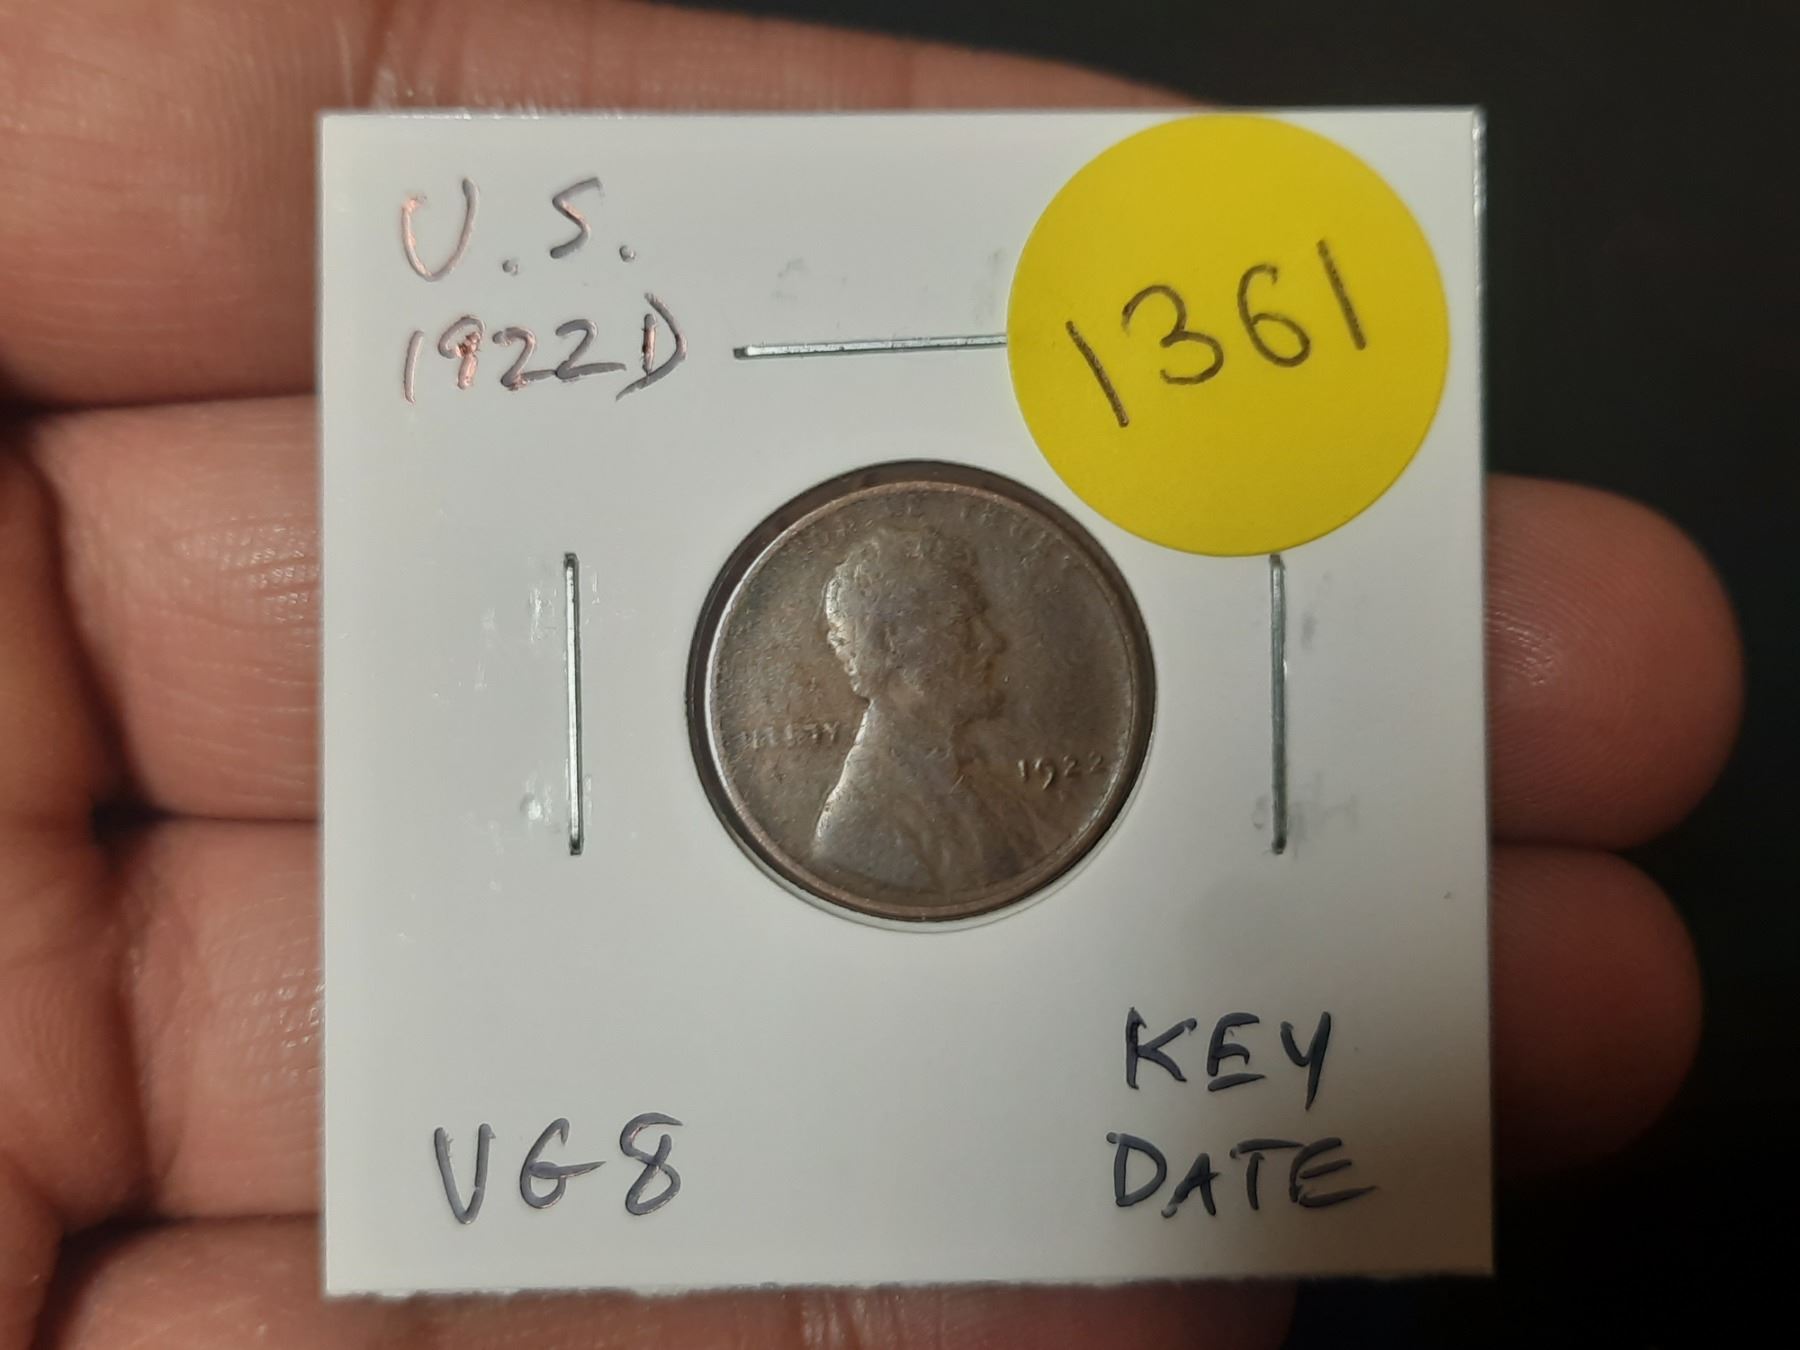 U.S.
1922D
1361
LIBERTY
1922
VG8
KEY
DATE